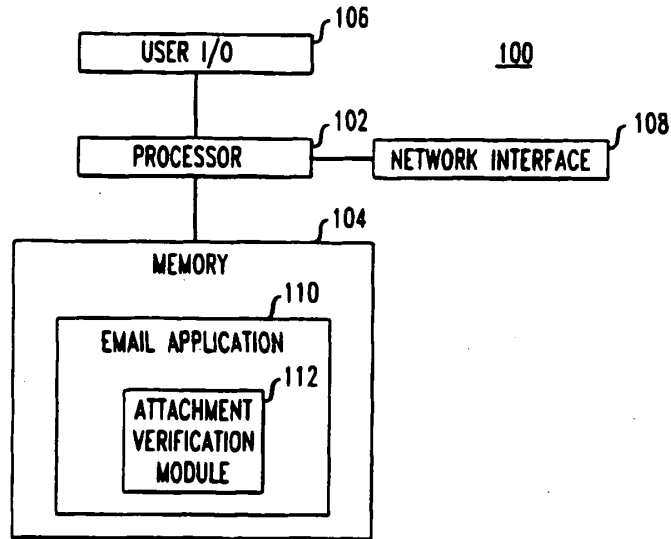 106
USER I/O
100
102
108
PROCESSOR
NETWORK INTERFACE
104
MEMORY
110
EMAIL APPLICATION
112
ATTACHMENT
VERIFICATION
MODULE